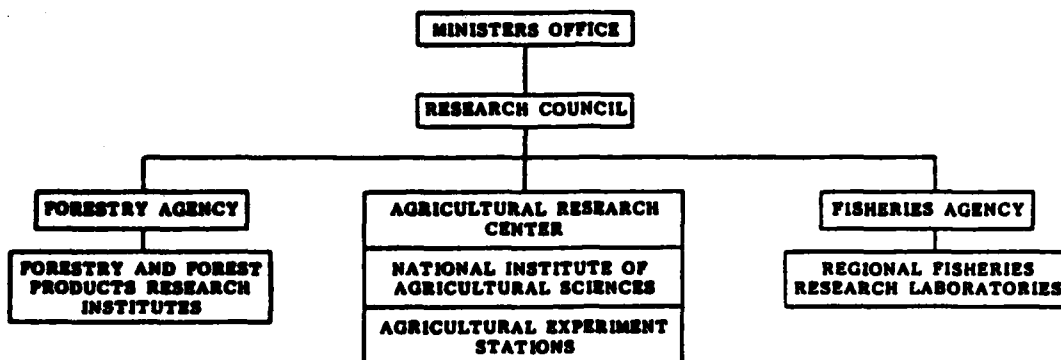 MINISTERS OFFICE
RESEARCH COUNCIL
FORESTRY AGENCY
FORESTRY AND FOREST
PRODUCTS RESEARCH
INSTITUTES
AGRICULTURAL RESEARCH
CENTER
NATIONAL INSTITUTE OF
AGRICULTURAL SCIENCES
AGRICULTURAL EXPERIMENT
STATIONS
FISHERIES AGENCY
REGIONAL FISHERIES
RESEARCH LABORATORIES